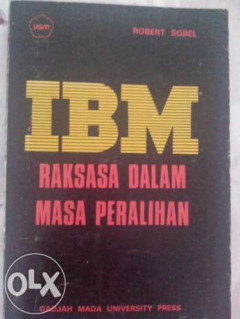 UGM
ROBERT SOBEL
IBM
RAKSASA DALAM
MASA PERALIHAN
GADJAH MADA UNIVERSITY PRESS
OLX